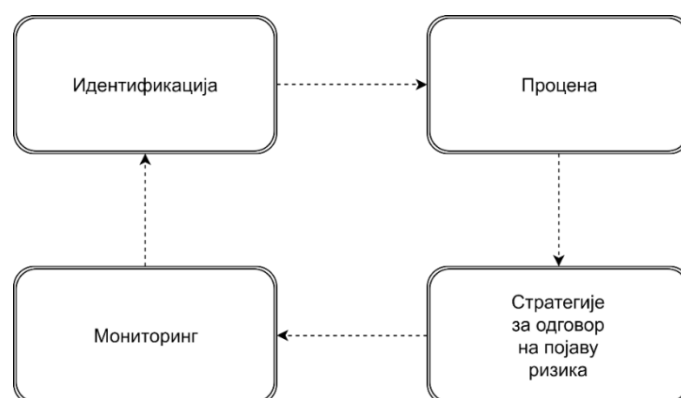 Идентификација
Процена
Мониторинг
Стратегије
за одговор
на појаву
ризика